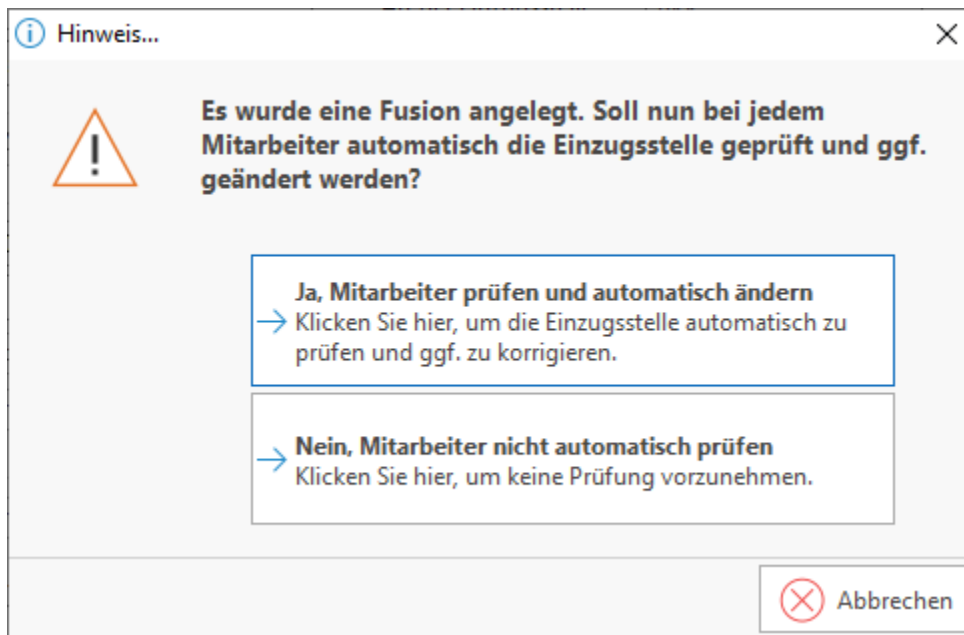 Hinweis...
Es wurde eine Fusion angelegt. Soll nun bei jedem
Mitarbeiter automatisch die Einzugsstelle geprüft und ggf.
geändert werden?
Ja, Mitarbeiter prüfen und automatisch ändern
Klicken Sie hier, um die Einzugsstelle automatisch zu
prüfen und ggf. zu korrigieren.
Nein, Mitarbeiter nicht automatisch prüfen
Klicken Sie hier, um keine Prüfung vorzunehmen.
Abbrechen